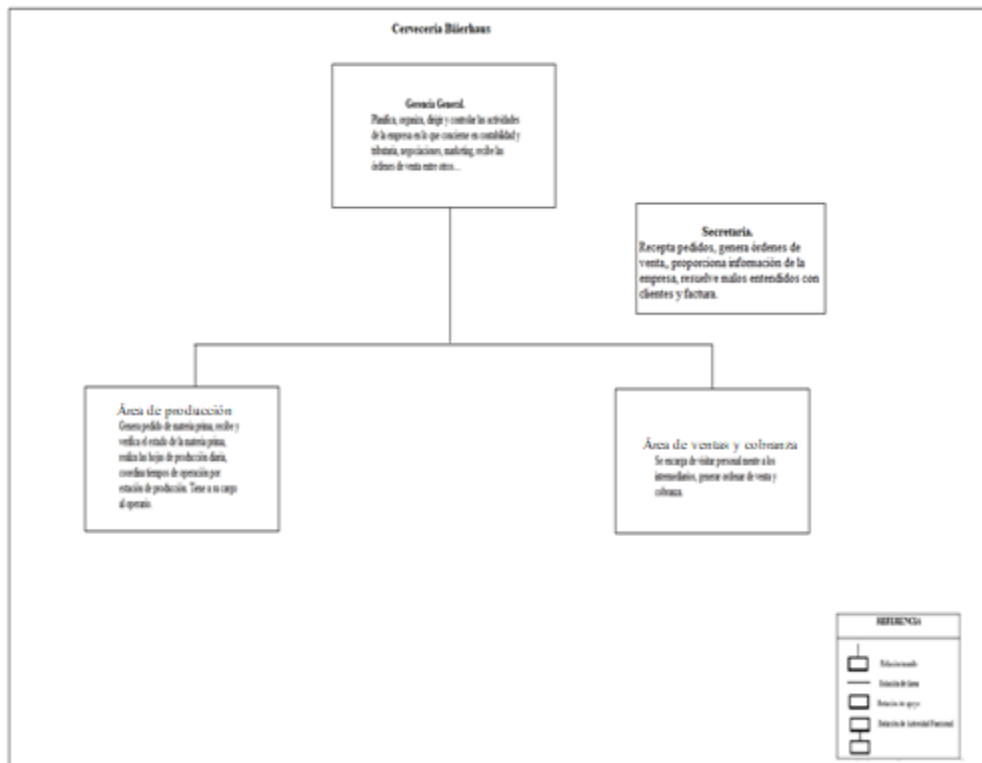 Cervecería Büerhaus
Gerencia General.
Planifica, organiza, dirigir y controlar las actividades
de la empresa en lo que concierne en contabilidad y
tributaria, negociaciones, marketing, recibe las
órdenes de venta entre otros...
Secretaria.
Recepta pedidos, genera órdenes de
venta,, proporciona información de la
empresa, resuelve malos entendidos con
clientes y factura.
Área de producción
Genera pedido de materia prima, recibe y
verifica el estado de la materia prima,
realiza las hojas de producción diaria,
coordina tiempos de operación por
estación de producción. Tiene a su cargo
al operario.
Área de ventas y cobranza
Se encarga de visitar personalmente a los
intermediarios, generar ordenar de venta y
cobranza.
REFERENCIA
Relación de línea
Relación de apoyo
Relación de Autoridad Funcional